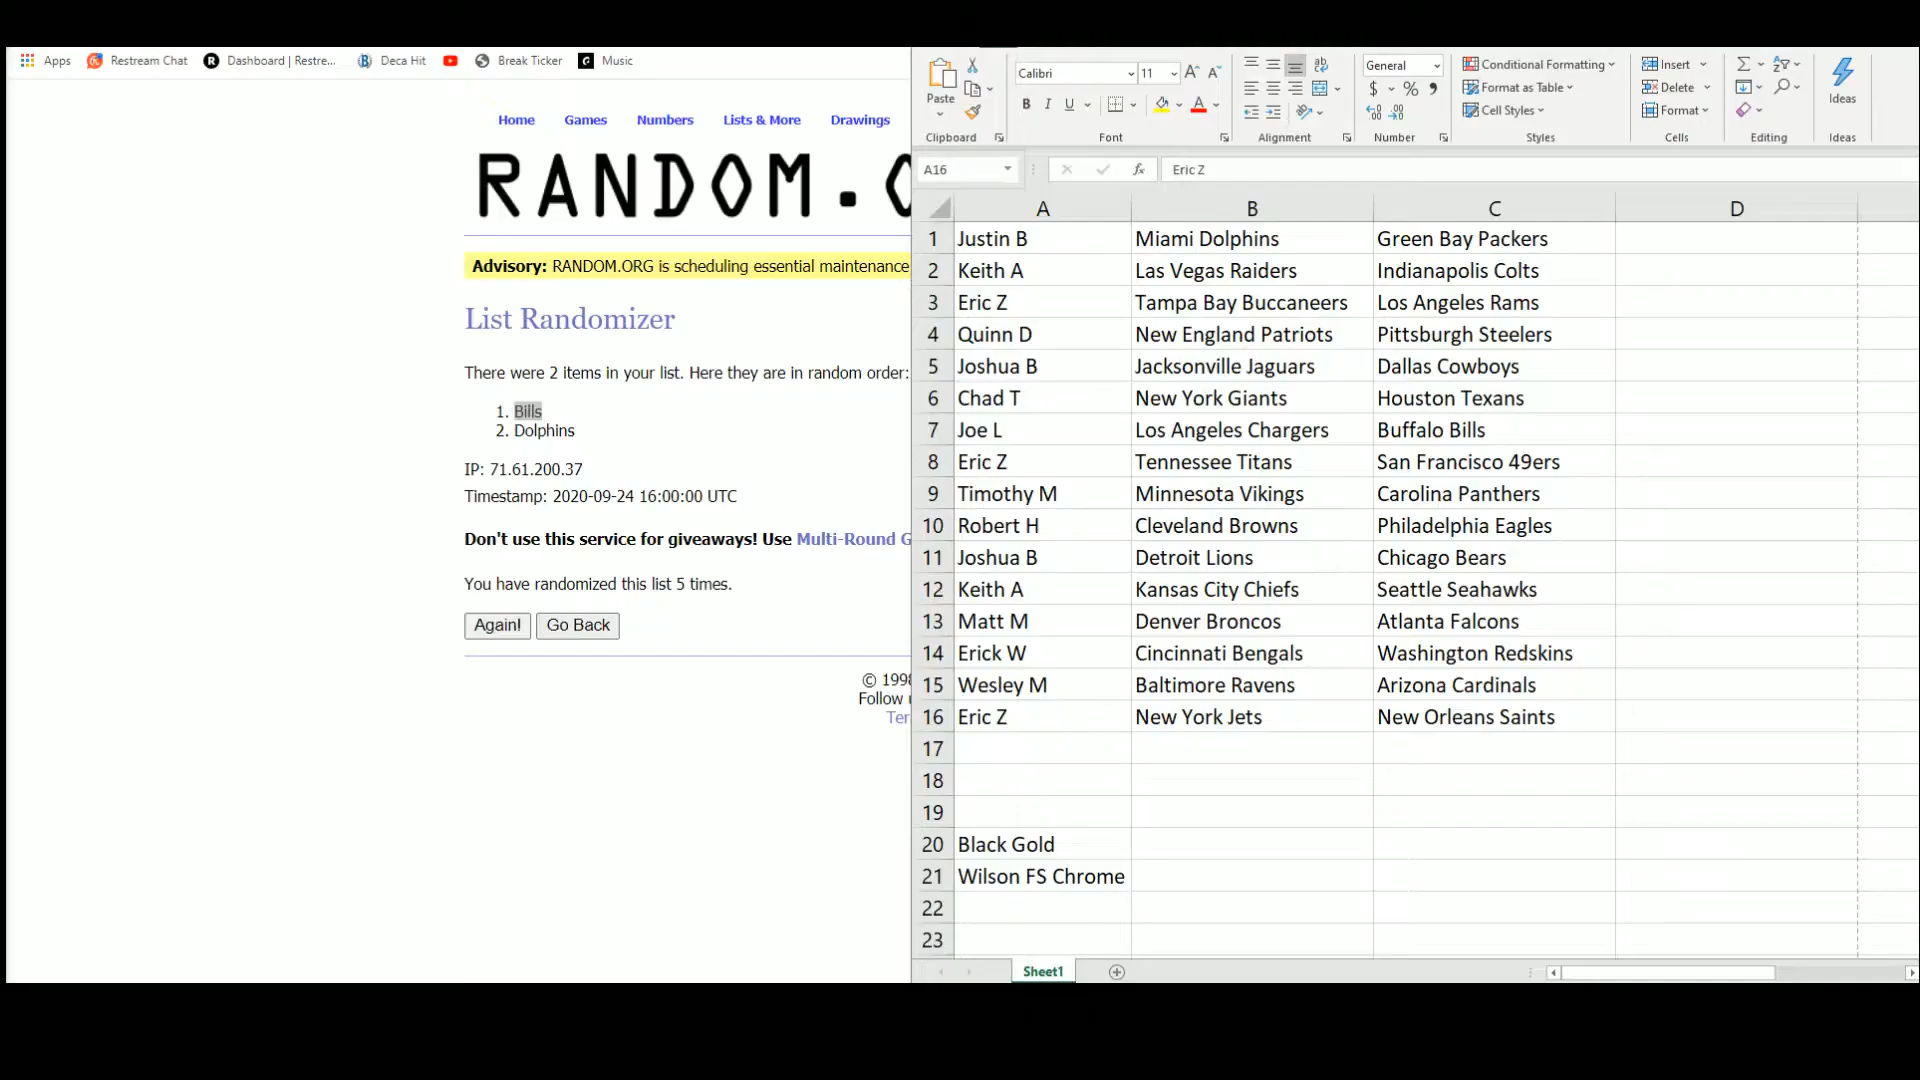 Apps Restream Chat Dashboard | Restre... Deca Hit Break Ticker Music
Home Games Numbers Lists & More Drawings
RANDOM.
Advisory: RANDOM.ORG is scheduling essential maintenance
List Randomizer
There were 2 items in your list. Here they are in random order:
1. Bills
2. Dolphins
IP: 71.61.200.37
Timestamp: 2020-09-24 16:00:00 UTC
Don't use this service for giveaways! Use Multi-Round G
You have randomized this list 5 times.
Again! Go Back
© 199
Follow
Ter
Paste Calibri 11 A A General Conditional Formatting Insert
B I U A $ % , Format as Table Delete Ideas
Cell Styles Format
Clipboard Font Alignment Number Styles Cells Editing Ideas
A16 fx Eric Z
A B C D
1 Justin B Miami Dolphins Green Bay Packers
2 Keith A Las Vegas Raiders Indianapolis Colts
3 Eric Z Tampa Bay Buccaneers Los Angeles Rams
4 Quinn D New England Patriots Pittsburgh Steelers
5 Joshua B Jacksonville Jaguars Dallas Cowboys
6 Chad T New York Giants Houston Texans
7 Joe L Los Angeles Chargers Buffalo Bills
8 Eric Z Tennessee Titans San Francisco 49ers
9 Timothy M Minnesota Vikings Carolina Panthers
10 Robert H Cleveland Browns Philadelphia Eagles
11 Joshua B Detroit Lions Chicago Bears
12 Keith A Kansas City Chiefs Seattle Seahawks
13 Matt M Denver Broncos Atlanta Falcons
14 Erick W Cincinnati Bengals Washington Redskins
15 Wesley M Baltimore Ravens Arizona Cardinals
16 Eric Z New York Jets New Orleans Saints
17
18
19
20 Black Gold
21 Wilson FS Chrome
22
23
Sheet1